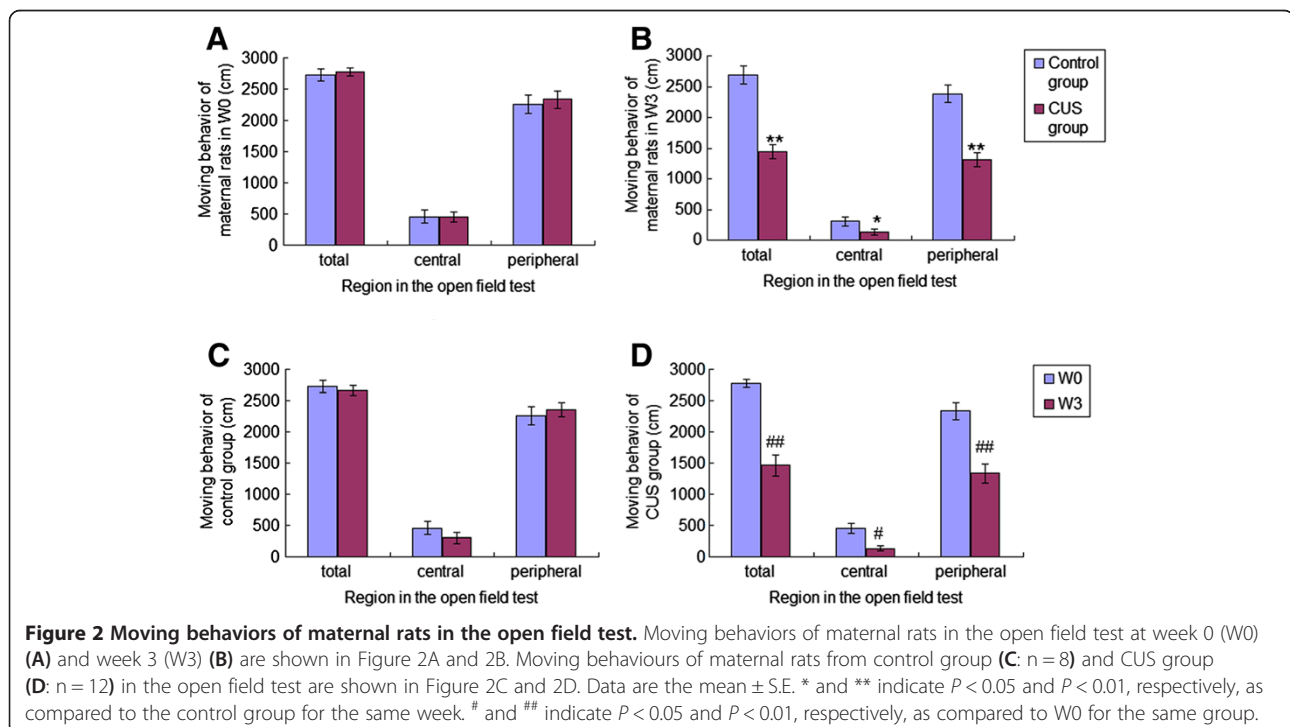 A
Moving behavior of
maternal rats in W0 (cm)
3000
2500
2000
1500
1000
500
0
total central peripheral
Region in the open field test
B
Moving behavior of
maternal rats in W3 (cm)
3000
2500
2000
1500
1000
500
0
**
*
**
total central peripheral
Region in the open field test
Control
group
CUS
group
C
Moving behavior of
control group (cm)
3000
2500
2000
1500
1000
500
0
total central peripheral
Region in the open field test
D
Moving behavior of
CUS group (cm)
3000
2500
2000
1500
1000
500
0
##
#
##
total central peripheral
Region in the open field test
W0
W3
Figure 2 Moving behaviors of maternal rats in the open field test. Moving behaviors of maternal rats in the open field test at week 0 (W0)
(A) and week 3 (W3) (B) are shown in Figure 2A and 2B. Moving behaviours of maternal rats from control group (C: n = 8) and CUS group
(D: n = 12) in the open field test are shown in Figure 2C and 2D. Data are the mean ± S.E. * and ** indicate P < 0.05 and P < 0.01, respectively, as
compared to the control group for the same week. # and ## indicate P < 0.05 and P < 0.01, respectively, as compared to W0 for the same group.